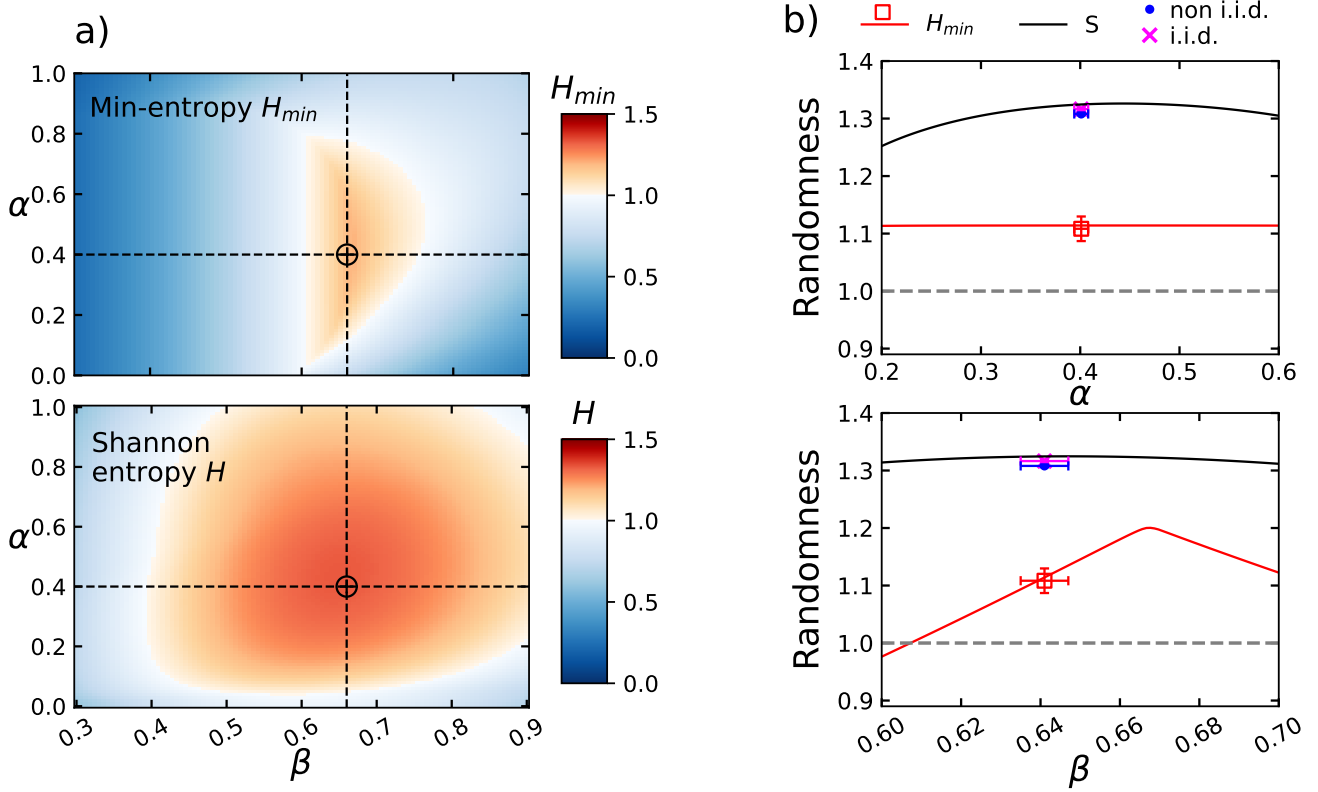 a)
Min-entropy H_min
1.0
0.8
0.6
0.4
0.2
0.0
α
H_min
1.5
1.0
0.5
0.0
Shannon
entropy H
1.0
0.8
0.6
0.4
0.2
0.0
α
0.3 0.4 0.5 0.6 0.7 0.8 0.9
β
H
1.5
1.0
0.5
0.0
b)
H_min
S
non i.i.d.
i.i.d.
1.4
1.3
1.2
1.1
1.0
0.9
Randomness
0.2 0.3 0.4 0.5 0.6
α
1.4
1.3
1.2
1.1
1.0
0.9
Randomness
0.60 0.62 0.64 0.66 0.68 0.70
β